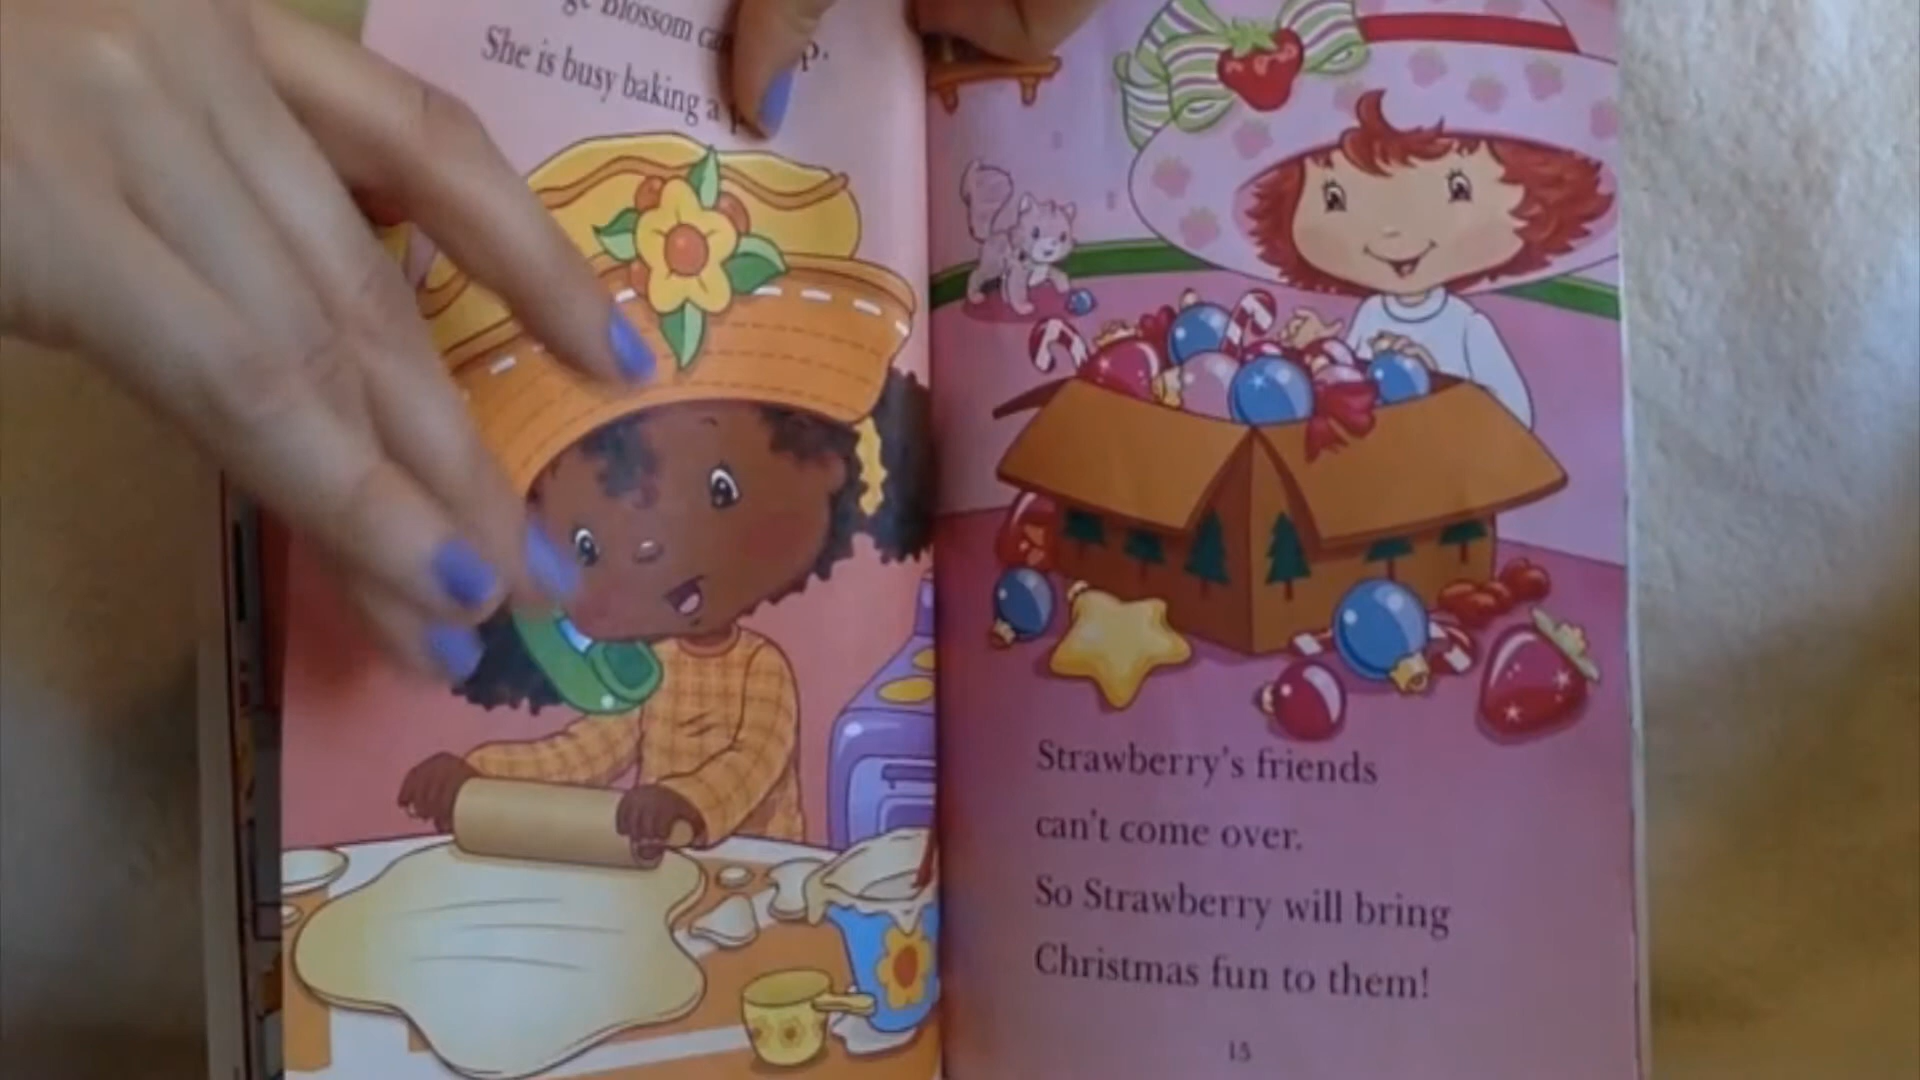 Blossom
She is busy baking a
Strawberry's friends
can't come over.
So Strawberry will bring
Christmas fun to them!
15